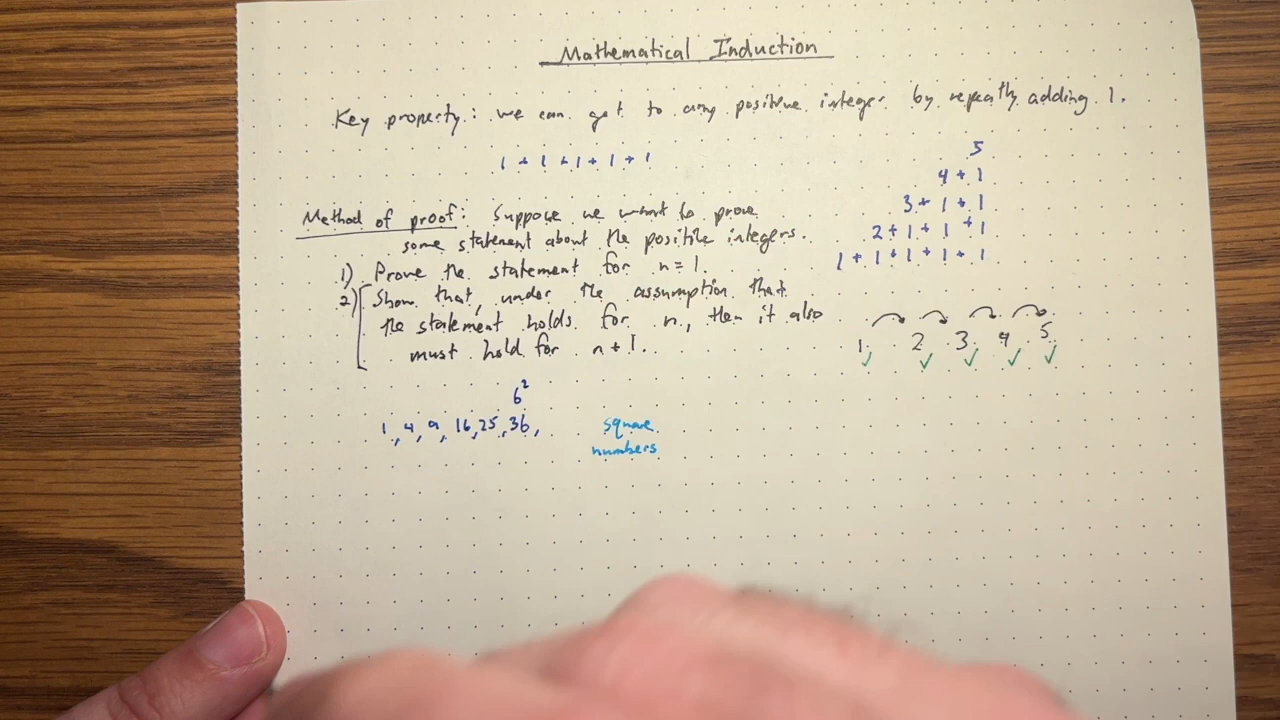 Mathematical Induction
Key property: we can get to any positive integer by repeatly adding 1.
1 + 1 + 1 + 1 + 1
5
4 + 1
3 + 1 + 1
2 + 1 + 1 + 1
1 + 1 + 1 + 1 + 1
Method of proof: Suppose we want to prove
some statement about the positive integers.
1) Prove the statement for n=1.
2) Show that, under the assumption that
the statement holds for n, then it also
must hold for n+1.
1 2 3 4 5
✓ ✓ ✓ ✓ ✓
6²
1, 4, 9, 16, 25, 36,
square
numbers